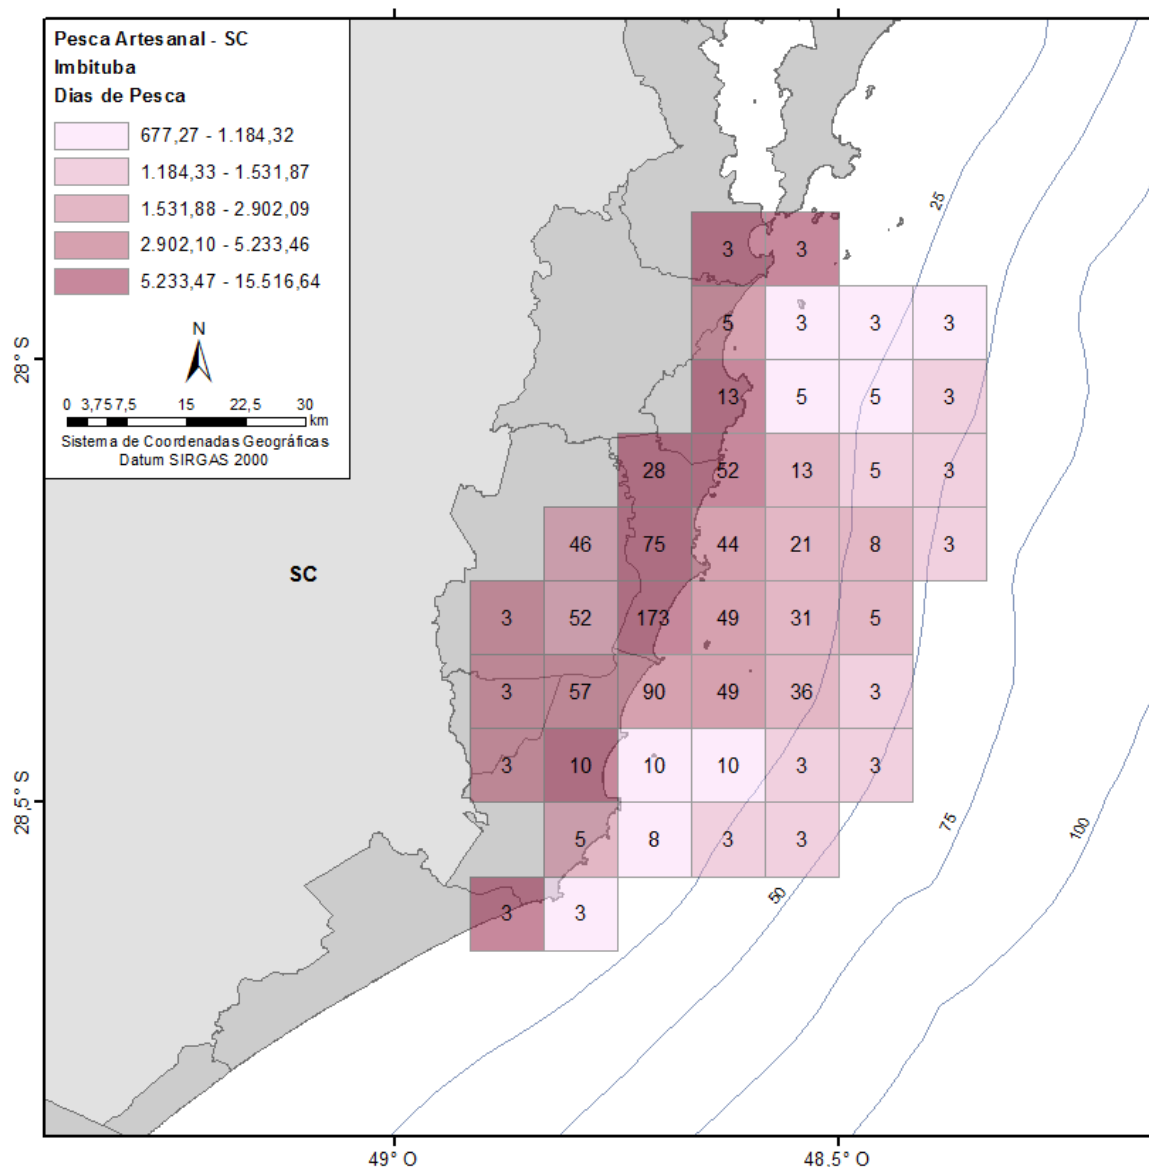 Pesca Artesanal - SC
Imbituba
Dias de Pesca
677,27 - 1.184,32
1.184,33 - 1.531,87
1.531,88 - 2.902,09
2.902,10 - 5.233,46
5.233,47 - 15.516,64
N
0 3,75 7,5 15 22,5 30
km
Sistema de Coordenadas Geográficas
Datum SIRGAS 2000
25
3 3
28° S
5 3 3 3
13 5 5 3
28 52 13 5 3
46 75 44 21 8 3
SC
3 52 173 49 31 5
3 57 90 49 36 3
3 10 10 10 3 3
28,5° S
5 8 3 3
75
100
50
3 3
49° O
48.5° O